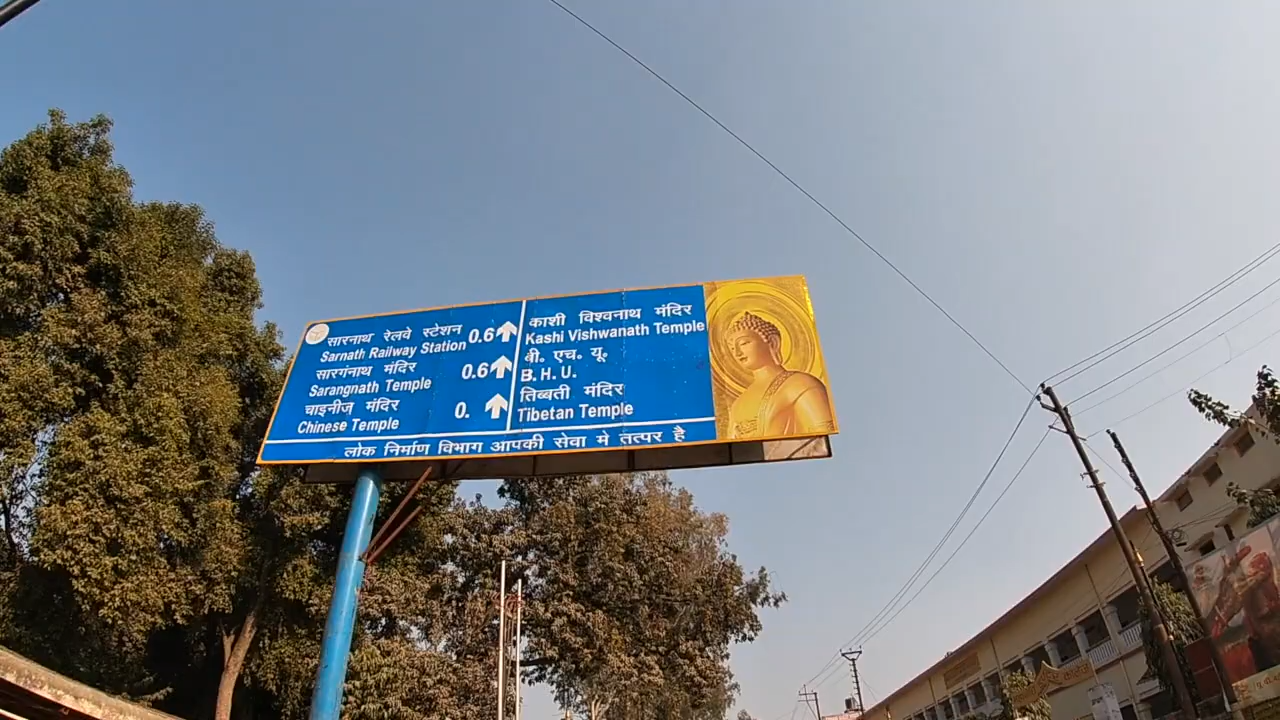 सारनाथ रेलवे स्टेशन
Sarnath Railway Station 0.6
सारगंनाथ मंदिर
Sarangnath Temple 0.6
चाइनीज मंदिर
Chinese Temple 0.
काशी विश्वनाथ मंदिर
Kashi Vishwanath Temple
बी. एच. यू.
B. H. U.
तिब्बती मंदिर
Tibetan Temple
लोक निर्माण विभाग आपकी सेवा मे तत्पर है